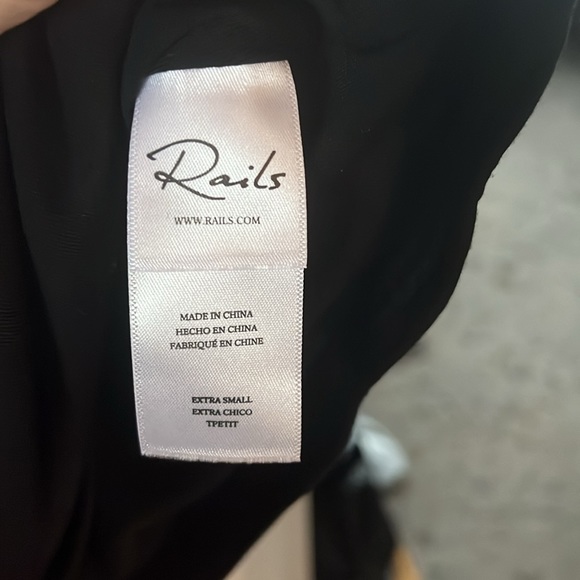 Rails
WWW.RAILS.COM
MADE IN CHINA
HECHO EN CHINA
FABRIQUÉ EN CHINE
EXTRA SMALL
EXTRA CHICO
TPETIT